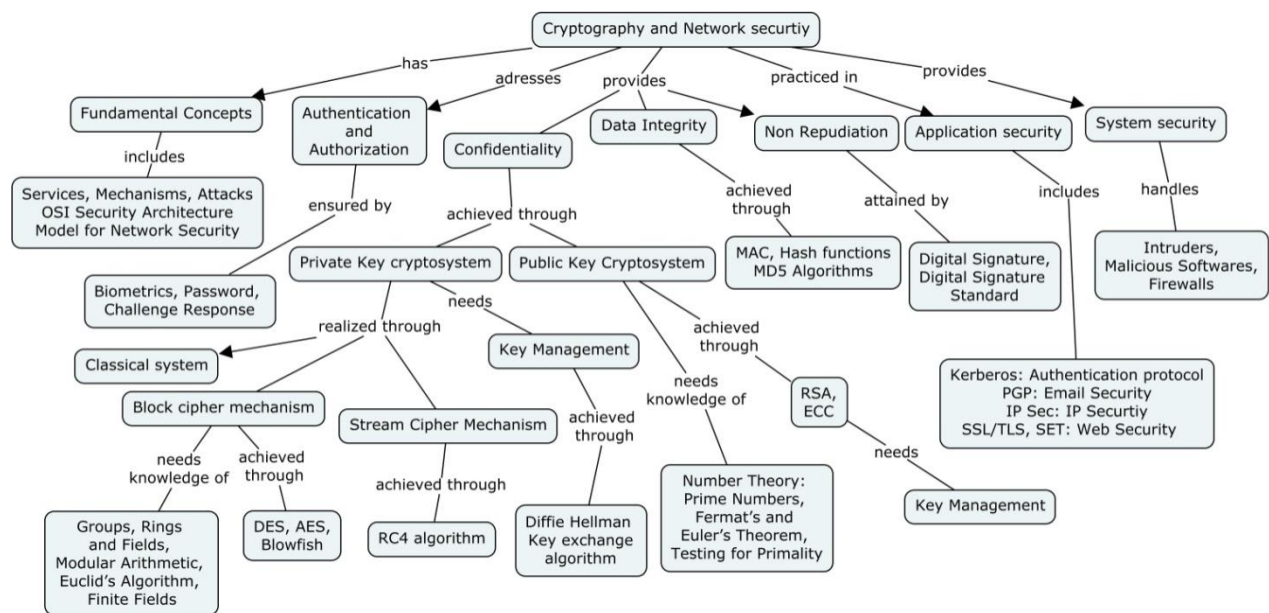 Cryptography and Network securtiy
has
adresses
provides
practiced in
provides
Fundamental Concepts
Authentication
and
Authorization
Confidentiality
Data Integrity
Non Repudiation
Application security
System security
includes
Services, Mechanisms, Attacks
OSI Security Architecture
Model for Network Security
ensured by
Biometrics, Password,
Challenge Response
achieved through
Private Key cryptosystem
Public Key Cryptosystem
achieved
through
MAC, Hash functions
MD5 Algorithms
attained by
Digital Signature,
Digital Signature
Standard
includes
Kerberos: Authentication protocol
PGP: Email Security
IP Sec: IP Securtiy
SSL/TLS, SET: Web Security
handles
Intruders,
Malicious Softwares,
Firewalls
realized through
Classical system
Block cipher mechanism
Stream Cipher Mechanism
needs
Key Management
achieved
through
Diffie Hellman
Key exchange
algorithm
needs
knowledge of
Number Theory:
Prime Numbers,
Fermat's and
Euler's Theorem,
Testing for Primality
achieved
through
RSA,
ECC
needs
Key Management
needs
knowledge of
Groups, Rings
and Fields,
Modular Arithmetic,
Euclid's Algorithm,
Finite Fields
achieved
through
DES, AES,
Blowfish
achieved through
RC4 algorithm